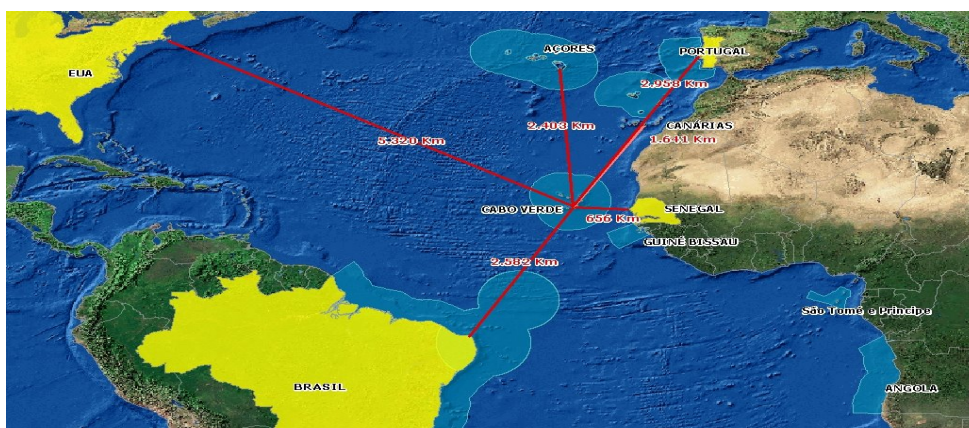 AÇORES
PORTUGAL
EUA
2.958 Km
2.403 Km
CANÁRIAS
5.320 Km
1.641 Km
CABO VERDE
SENEGAL
656 Km
GUINÉ BISSAU
2.582 Km
São Tomé e Principe
BRASIL
ANGOLA